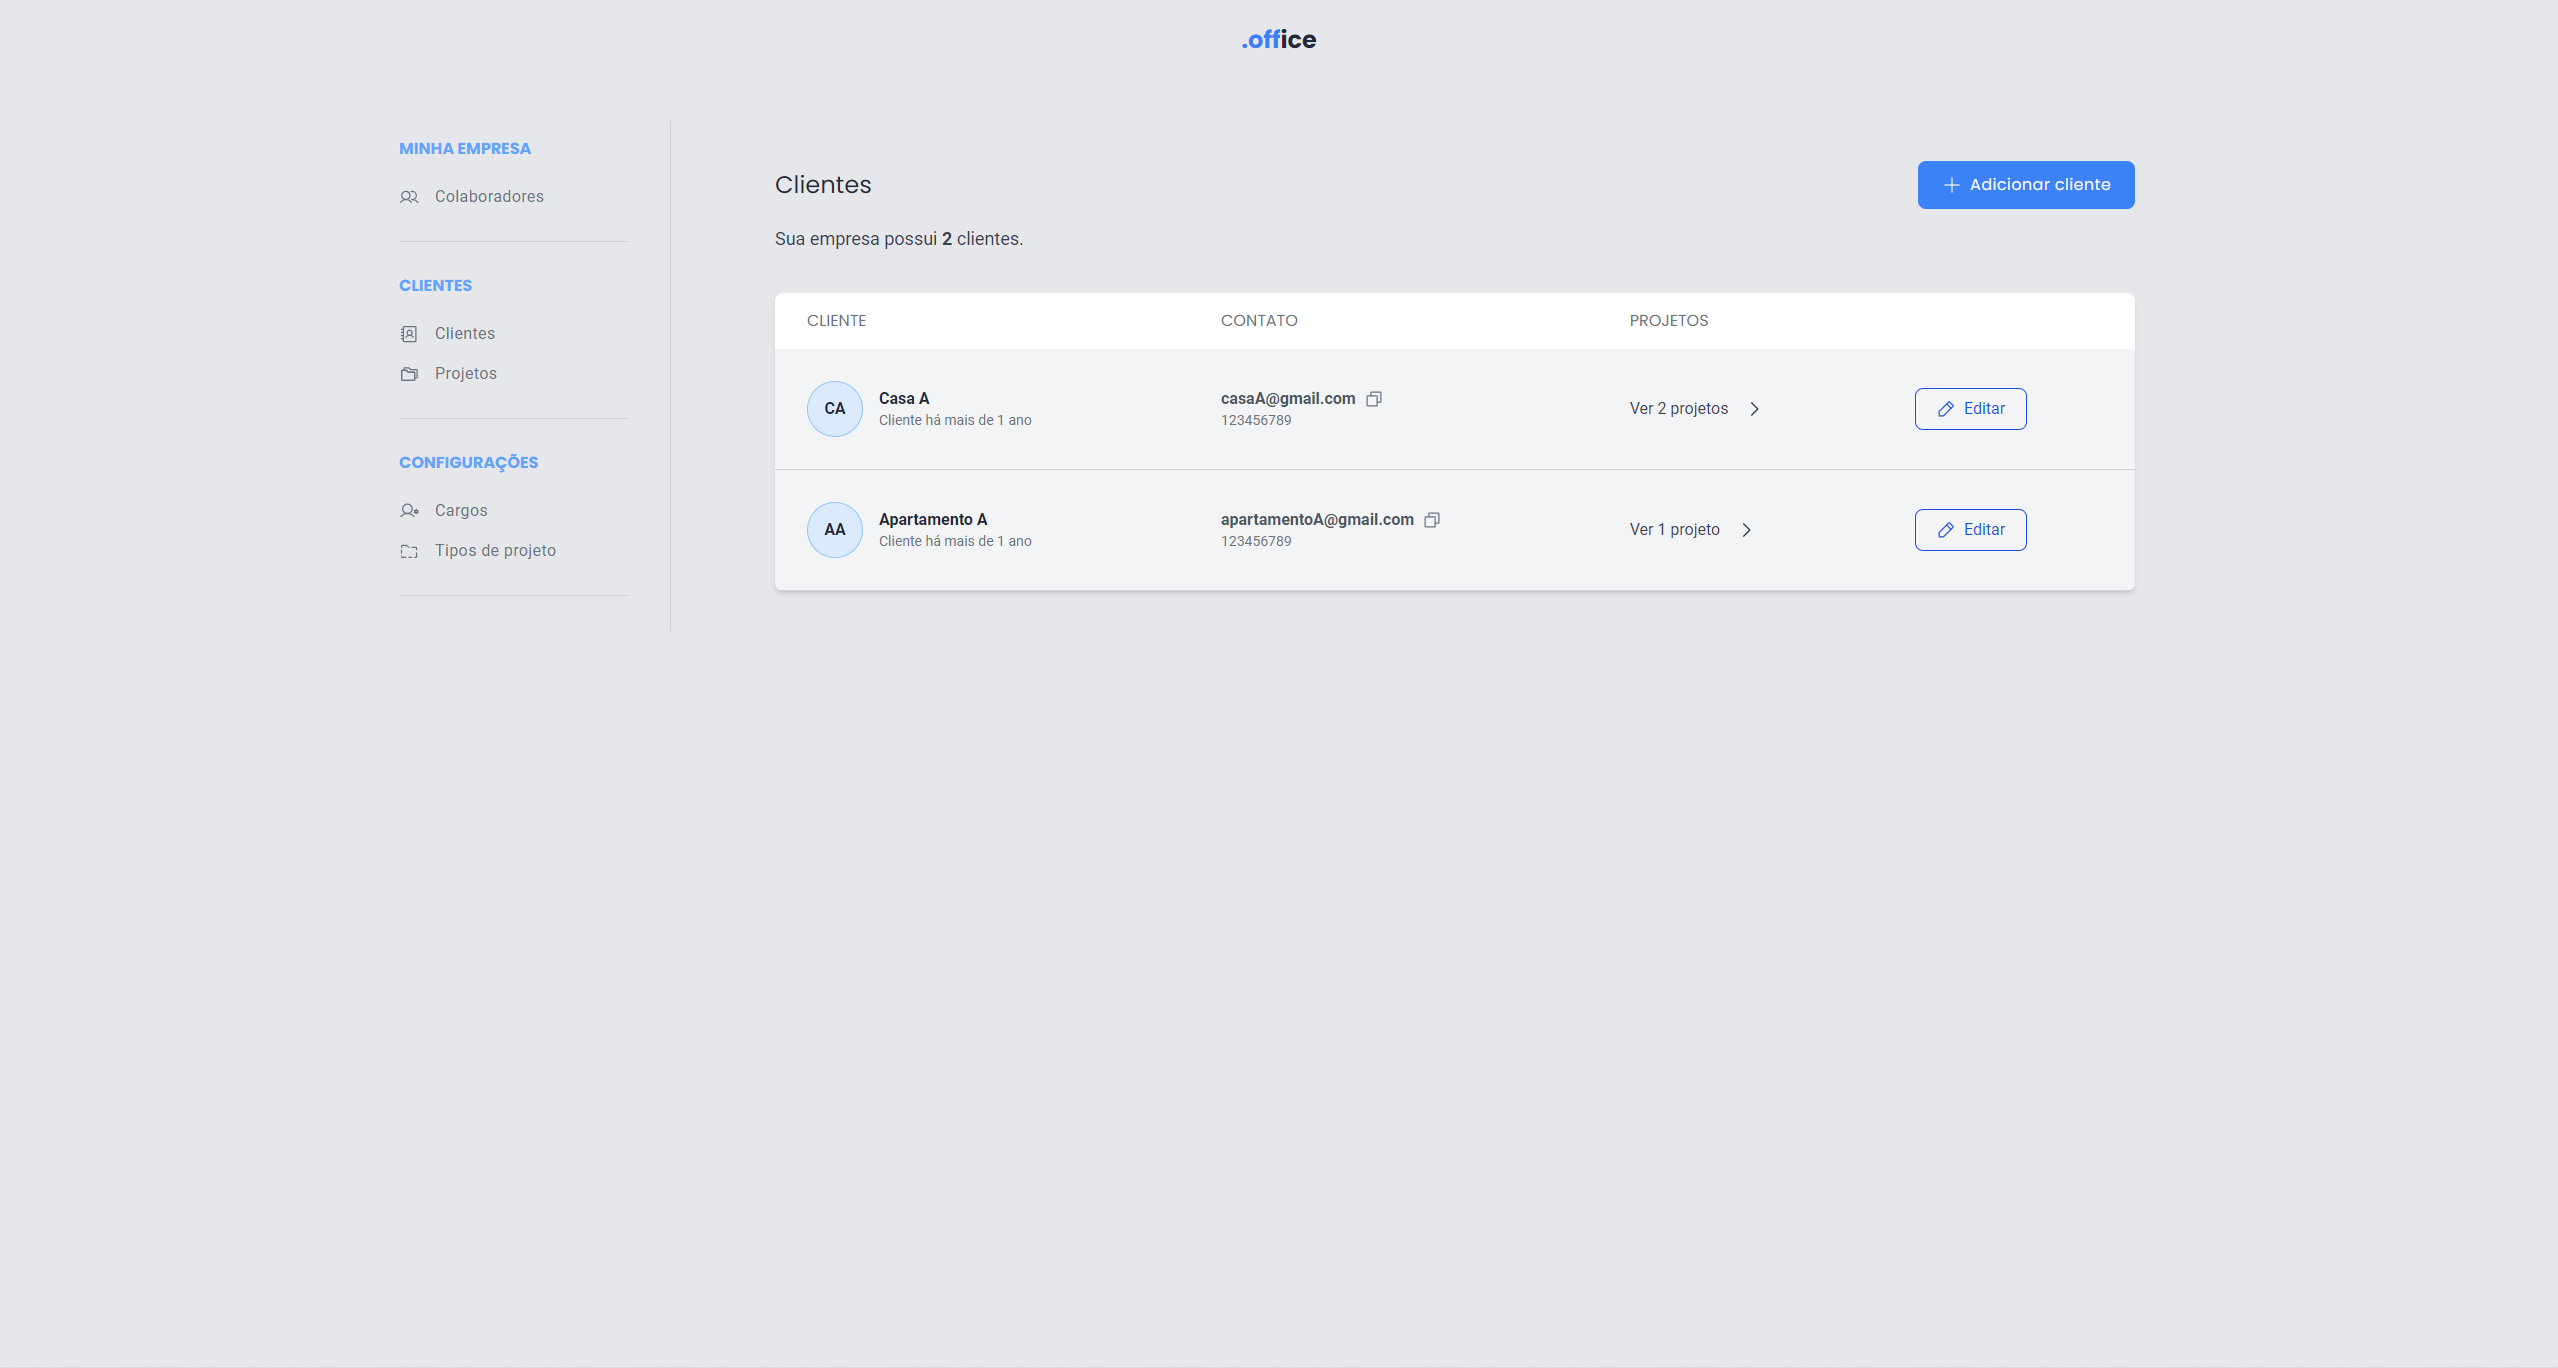 .office
MINHA EMPRESA
Colaboradores
CLIENTES
Clientes
Projetos
CONFIGURAÇÕES
Cargos
Tipos de projeto
Clientes
Adicionar cliente
Sua empresa possui 2 clientes.
CLIENTE CONTATO PROJETOS
CA
Casa A
Cliente há mais de 1 ano
casaA@gmail.com
123456789
Ver 2 projetos
Editar
AA
Apartamento A
Cliente há mais de 1 ano
apartamentoA@gmail.com
123456789
Ver 1 projeto
Editar